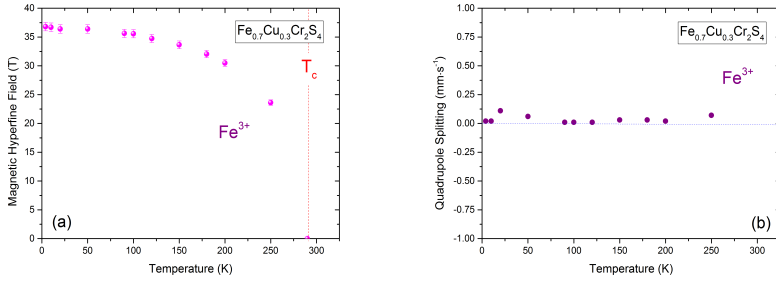 Fe0.7Cu0.3Cr2S4
Tc
Fe3+
(a)
Magnetic Hyperfine Field (T)
40
35
30
25
20
15
10
5
0
0 50 100 150 200 250 300
Temperature (K)
Fe0.7Cu0.3Cr2S4
Fe3+
(b)
Quadrupole Splitting (mm·s-1)
1.00
0.75
0.50
0.25
0.00
-0.25
-0.50
-0.75
-1.00
0 50 100 150 200 250 300
Temperature (K)